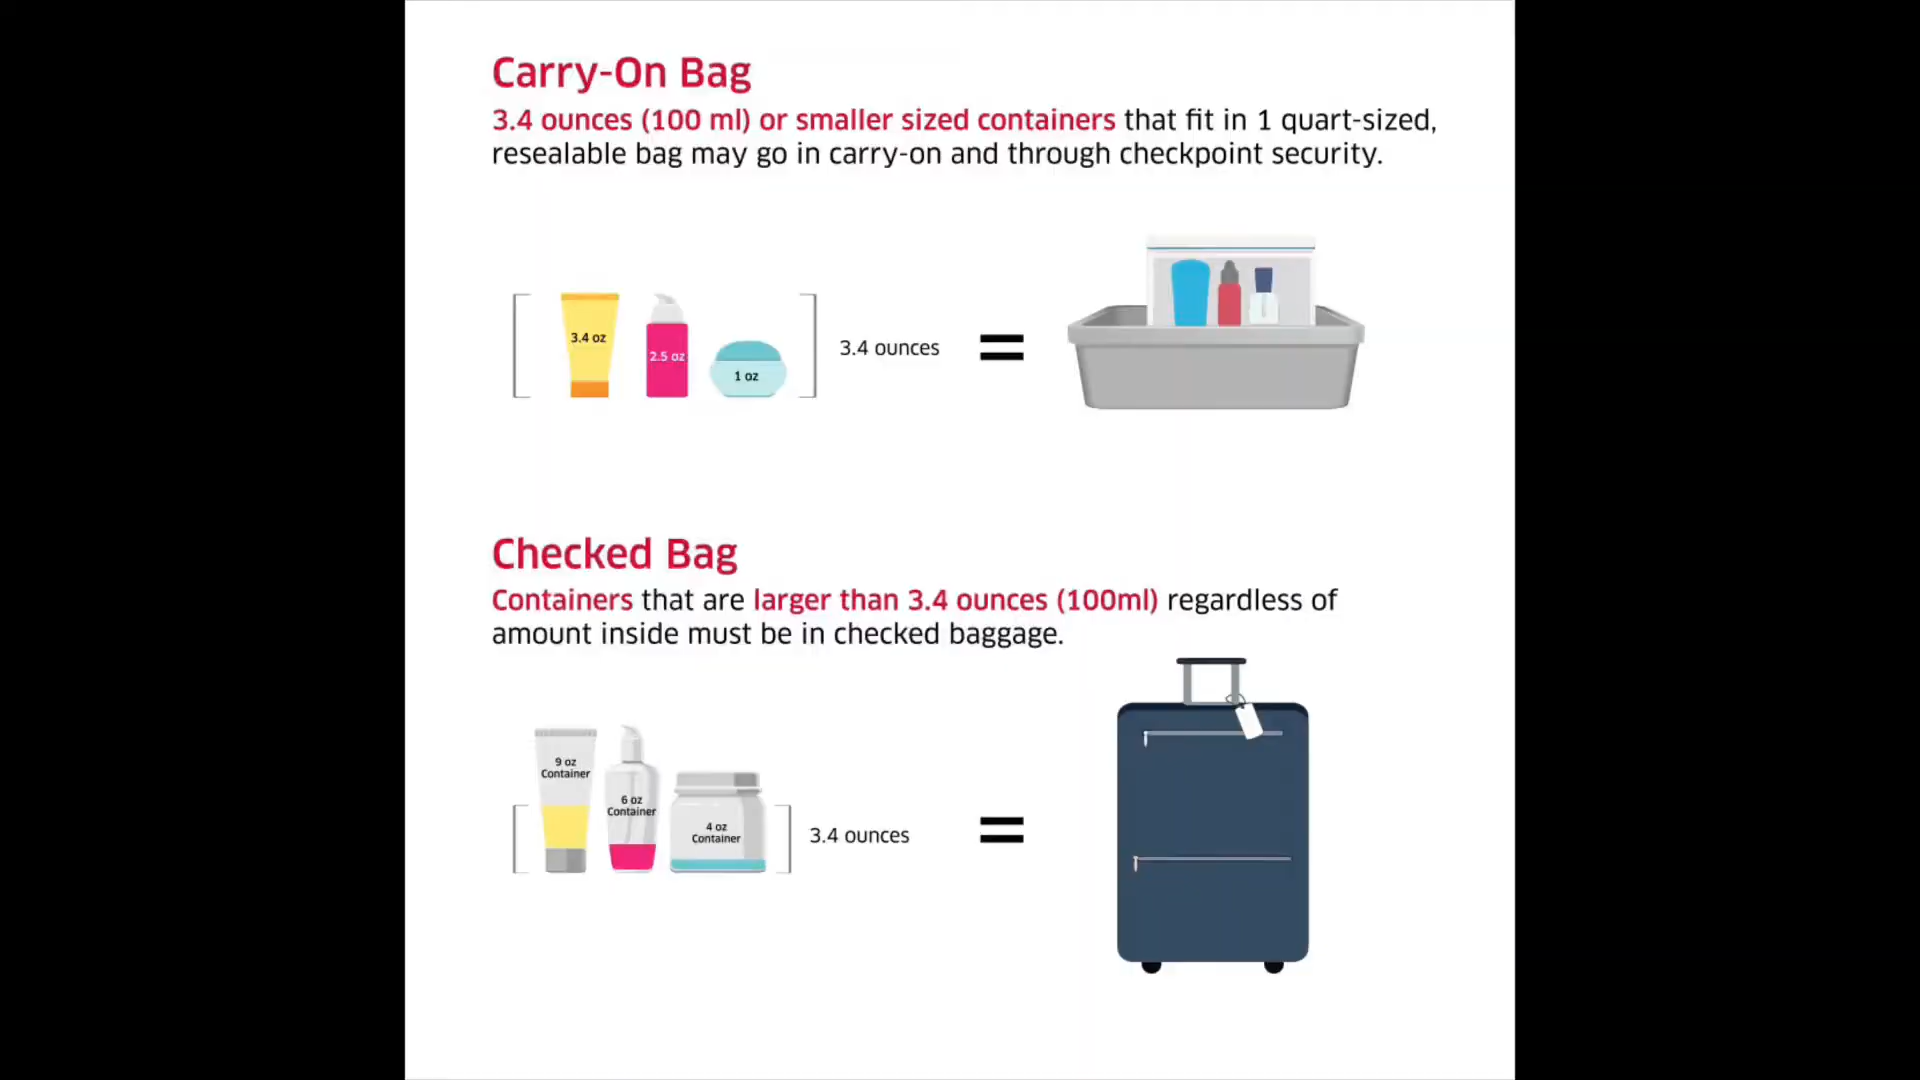 Carry-On Bag
3.4 ounces (100 ml) or smaller sized containers that fit in 1 quart-sized,
resealable bag may go in carry-on and through checkpoint security.
3.4 oz
2.5 oz
1 oz
3.4 ounces
=
Checked Bag
Containers that are larger than 3.4 ounces (100ml) regardless of
amount inside must be in checked baggage.
9 oz
Container
6 oz
Container
4 oz
Container
3.4 ounces
=